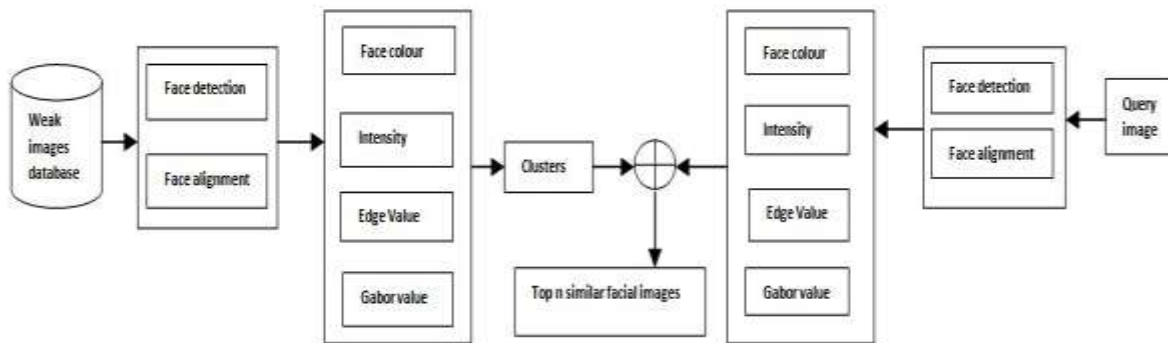 Weak
images
database
Face detection
Face alignment
Face colour
Intensity
Edge Value
Gabor value
Clusters
Top n similar facial images
Face colour
Intensity
Edge Value
Gabor value
Face detection
Face alignment
Query
image